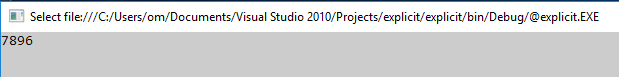 Select file:///C:/Users/om/Documents/Visual Studio 2010/Projects/explicit/explicit/bin/Debug/@explicit.EXE
7896